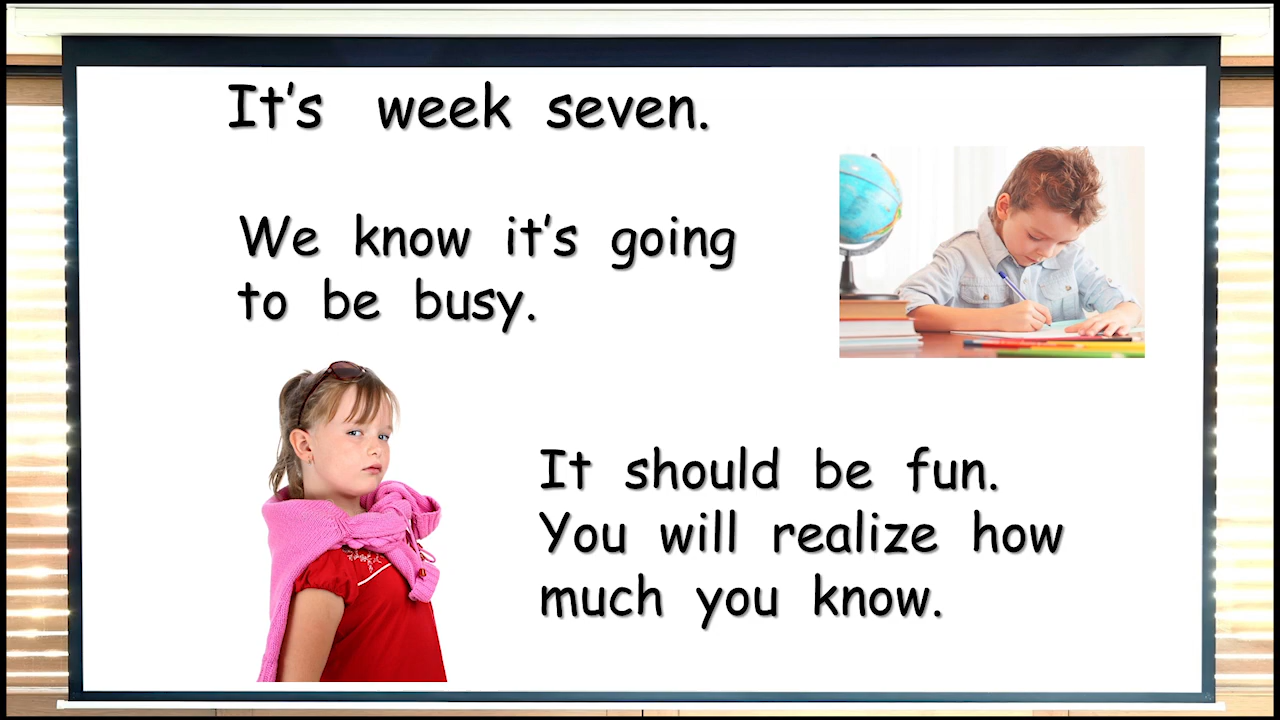 It's week seven.
We know it's going
to be busy.
It should be fun.
You will realize how
much you know.